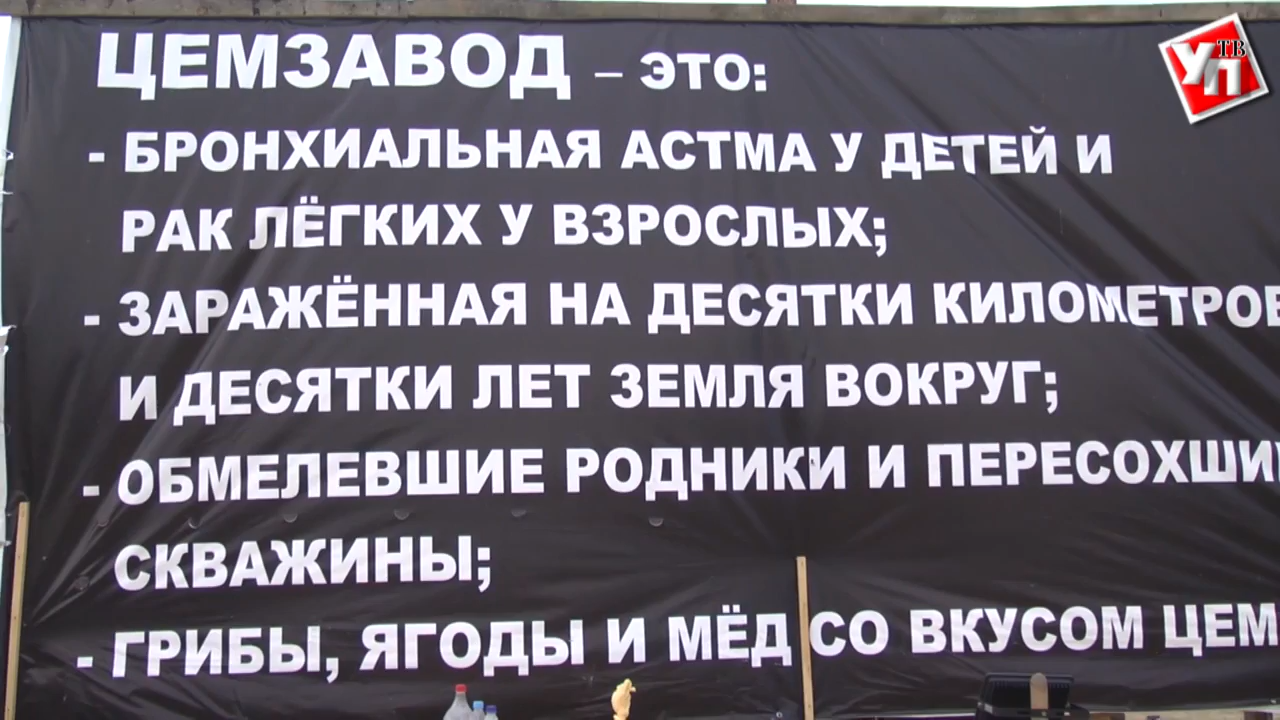 ЦЕМЗАВОД – ЭТО:
- БРОНХИАЛЬНАЯ АСТМА У ДЕТЕЙ И
РАК ЛЁГКИХ У ВЗРОСЛЫХ;
- ЗАРАЖЁННАЯ НА ДЕСЯТКИ КИЛОМЕТРОВ
И ДЕСЯТКИ ЛЕТ ЗЕМЛЯ ВОКРУГ;
- ОБМЕЛЕВШИЕ РОДНИКИ И
СКВАЖИНЫ;
- ГРИБЫ, ЯГОДЫ И МЁД СО ВКУСОМ
УП ТВ